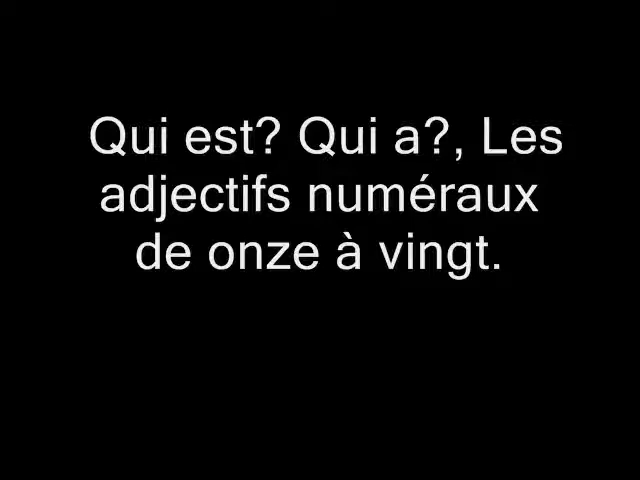 Qui est? Qui a?, Les
adjectifs numéraux
de onze à vingt.